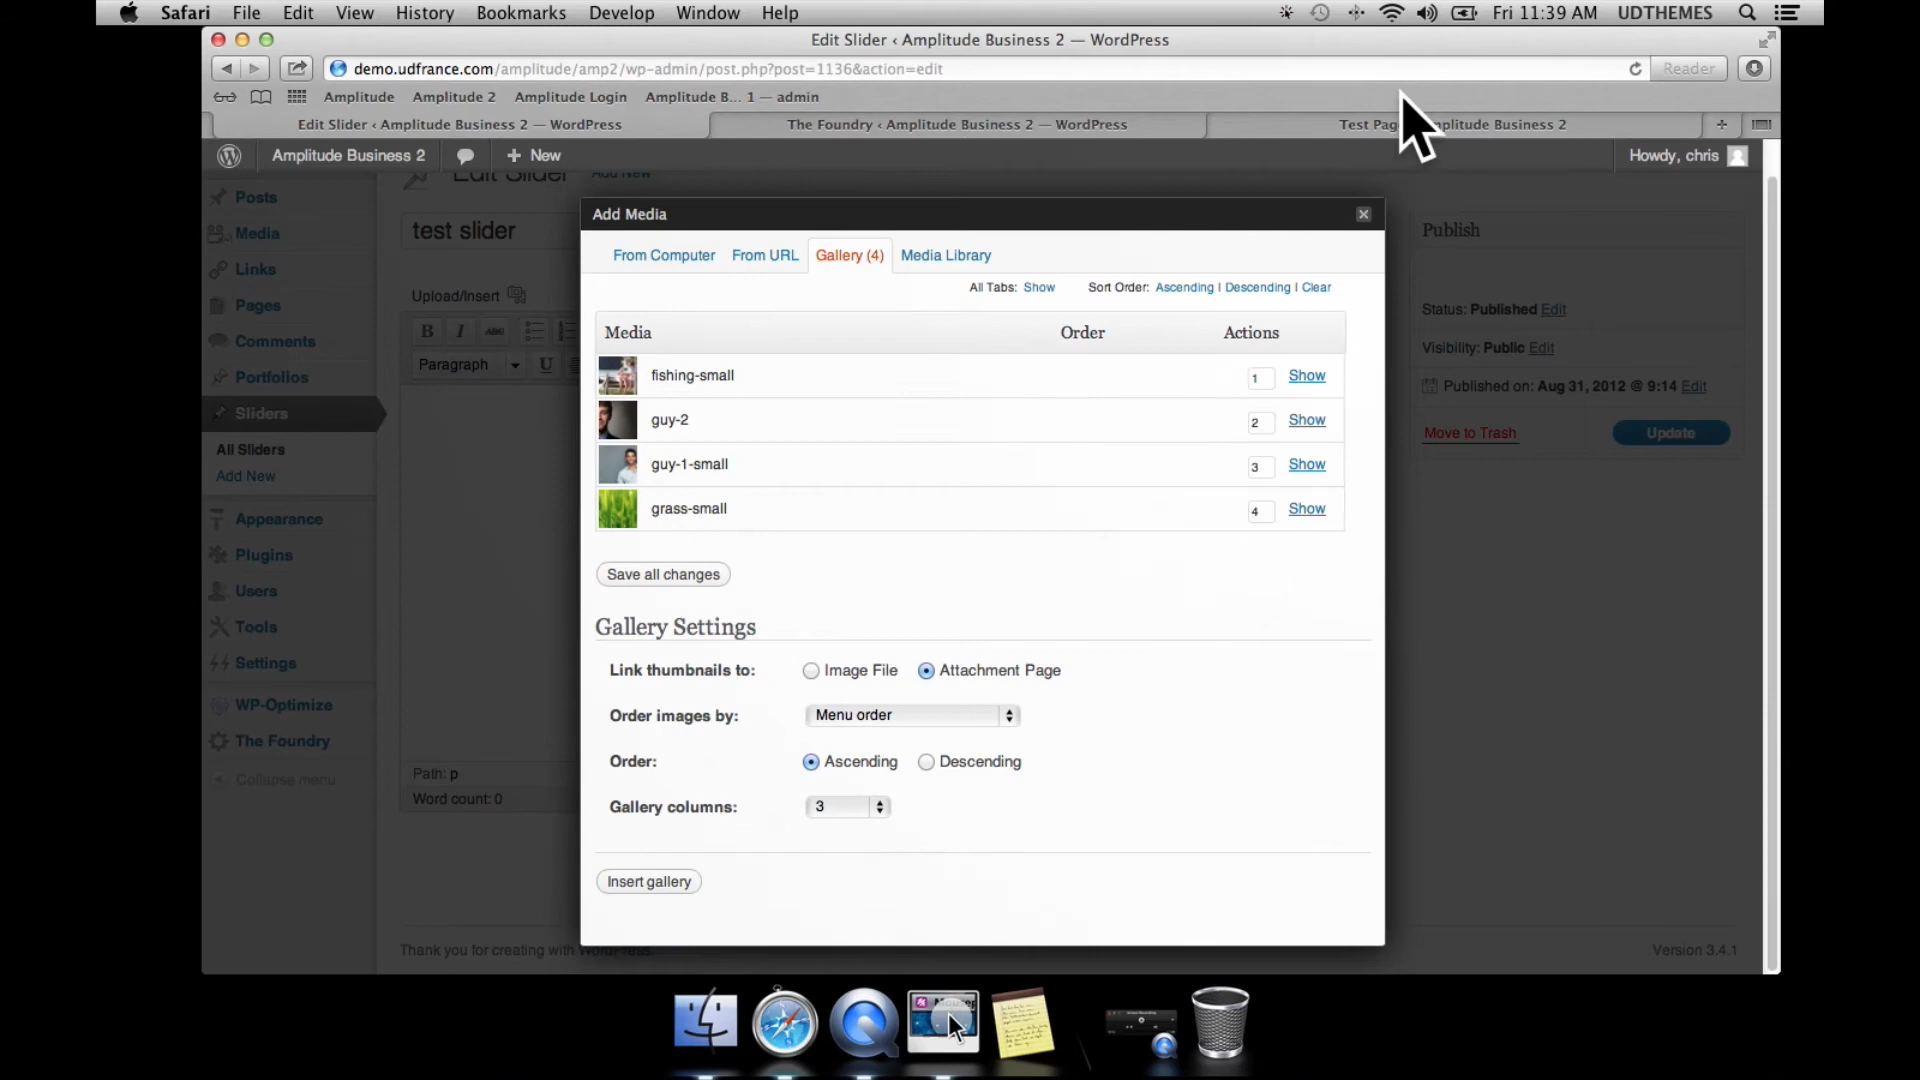 Safari File Edit View History Bookmarks Develop Window Help Fri 11:39 AM UDTHEMES
Edit Slider ‹ Amplitude Business 2 — WordPress
demo.udfrance.com/amplitude/amp2/wp-admin/post.php?post=1136&action=edit Reader
Amplitude Amplitude 2 Amplitude Login Amplitude B... 1 — admin
Edit Slider ‹ Amplitude Business 2 — WordPress The Foundry ‹ Amplitude Business 2 — WordPress Test Pag mplitude Business 2
Amplitude Business 2 + New Howdy, chris
Edit Slider Add New
Posts
Media
Links
Pages
Comments
Portfolios
Sliders
All Sliders
Add New
Appearance
Plugins
Users
Tools
Settings
WP-Optimize
The Foundry
Collapse menu
test slider
Upload/Insert
B I ABC
Paragraph U
Path: p
Word count: 0
Add Media
From Computer From URL Gallery (4) Media Library
All Tabs: Show Sort Order: Ascending | Descending | Clear
Media Order Actions
fishing-small 1 Show
guy-2 2 Show
guy-1-small 3 Show
grass-small 4 Show
Save all changes
Gallery Settings
Link thumbnails to: Image File Attachment Page
Order images by: Menu order
Order: Ascending Descending
Gallery columns: 3
Insert gallery
Publish
Status: Published Edit
Visibility: Public Edit
Published on: Aug 31, 2012 @ 9:14 Edit
Move to Trash Update
Thank you for creating with WordPress.
Version 3.4.1